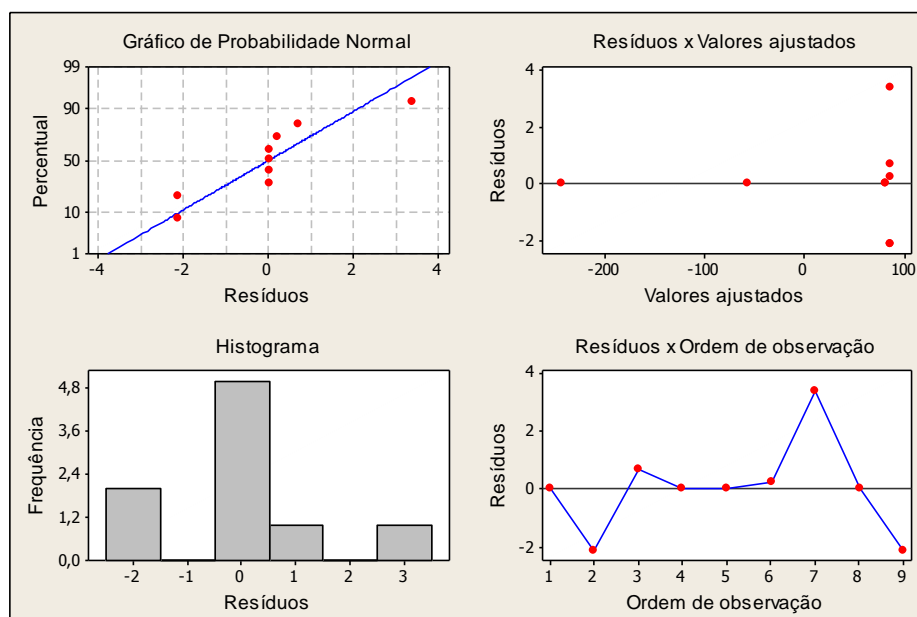 Gráfico de Probabilidade Normal
99
90
50
10
1
Percentual
-4 -2 0 2 4
Resíduos
Resíduos x Valores ajustados
4
2
0
-2
Resíduos
-200 -100 0 100
Valores ajustados
Histograma
4,8
3,6
2,4
1,2
0,0
Frequência
-2 -1 0 1 2 3
Resíduos
Resíduos x Ordem de observação
4
2
0
-2
Resíduos
1 2 3 4 5 6 7 8 9
Ordem de observação